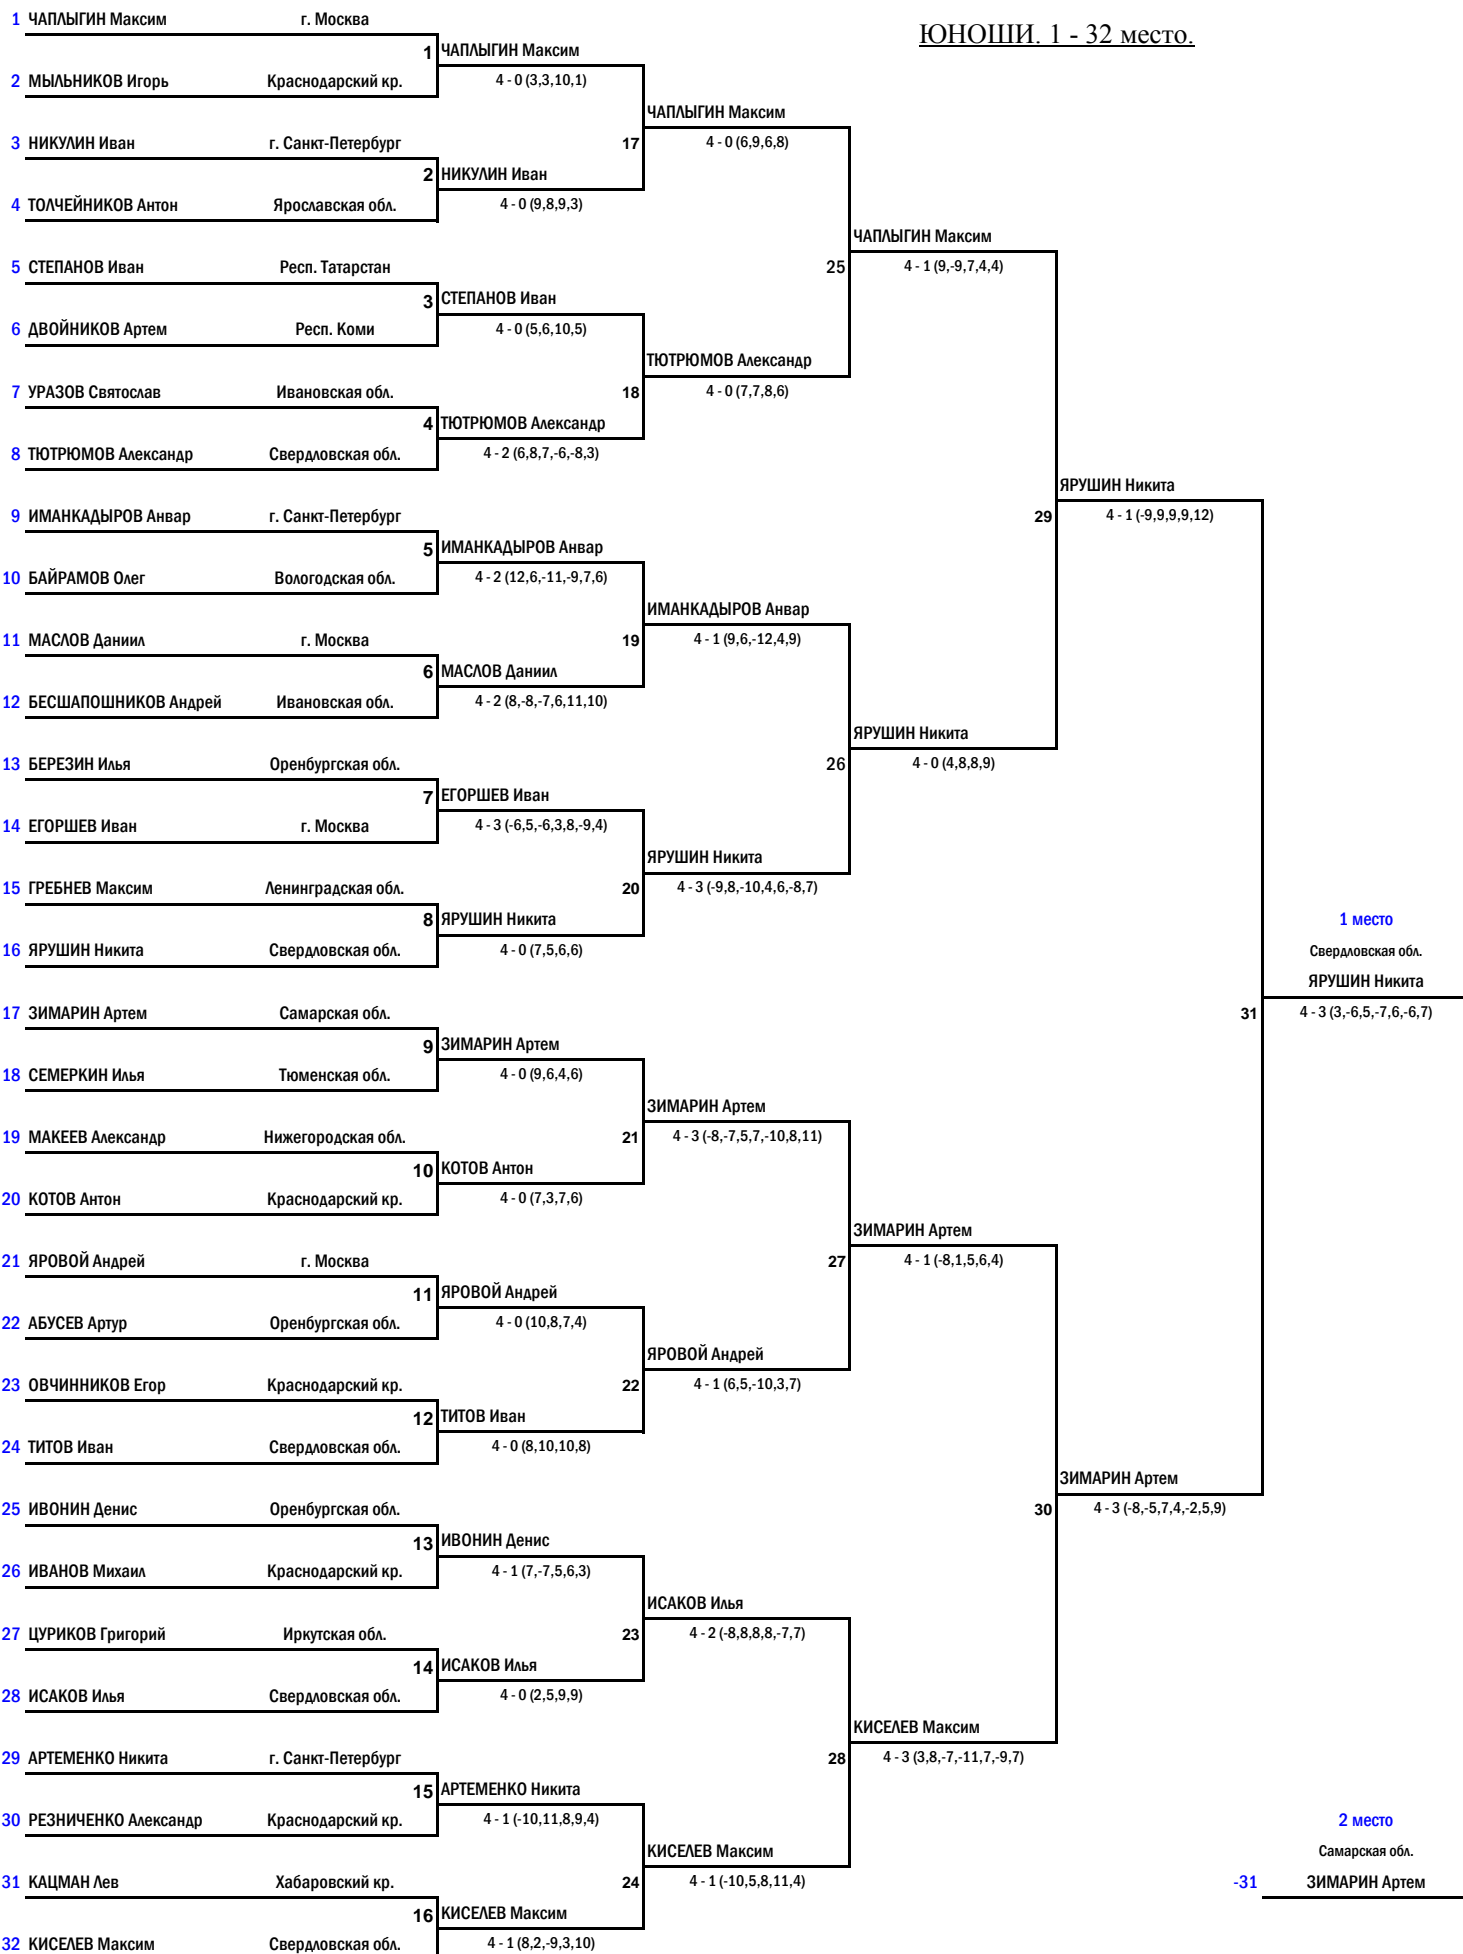 1 ЧАПЛЫГИН Максим г. Москва
ЮНОШИ. 1 - 32 место.
1 ЧАПЛЫГИН Максим
2 МЫЛЬНИКОВ Игорь Краснодарский кр. 4 - 0 (3,3,10,1)
ЧАПЛЫГИН Максим
3 НИКУЛИН Иван г. Санкт-Петербург 17 4 - 0 (6,9,6,8)
2 НИКУЛИН Иван
4 ТОЛЧЕЙНИКОВ Антон Ярославская обл. 4 - 0 (9,8,9,3)
ЧАПЛЫГИН Максим
5 СТЕПАНОВ Иван Респ. Татарстан 25 4 - 1 (9,-9,7,4,4)
3 СТЕПАНОВ Иван
6 ДВОЙНИКОВ Артем Респ. Коми 4 - 0 (5,6,10,5)
ТЮТРЮМОВ Александр
7 УРАЗОВ Святослав Ивановская обл. 18 4 - 0 (7,7,8,6)
4 ТЮТРЮМОВ Александр
8 ТЮТРЮМОВ Александр Свердловская обл. 4 - 2 (6,8,7,-6,-8,3)
ЯРУШИН Никита
9 ИМАНКАДЫРОВ Анвар г. Санкт-Петербург 29 4 - 1 (-9,9,9,9,12)
5 ИМАНКАДЫРОВ Анвар
10 БАЙРАМОВ Олег Вологодская обл. 4 - 2 (12,6,-11,-9,7,6)
ИМАНКАДЫРОВ Анвар
11 МАСЛОВ Даниил г. Москва 19 4 - 1 (9,6,-12,4,9)
6 МАСЛОВ Даниил
12 БЕСШАПОШНИКОВ Андрей Ивановская обл. 4 - 2 (8,-8,-7,6,11,10)
ЯРУШИН Никита
13 БЕРЕЗИН Илья Оренбургская обл. 26 4 - 0 (4,8,8,9)
7 ЕГОРШЕВ Иван
14 ЕГОРШЕВ Иван г. Москва 4 - 3 (-6,5,-6,3,8,-9,4)
ЯРУШИН Никита
15 ГРЕБНЕВ Максим Ленинградская обл. 20 4 - 3 (-9,8,-10,4,6,-8,7)
8 ЯРУШИН Никита 1 место
16 ЯРУШИН Никита Свердловская обл. 4 - 0 (7,5,6,6) Свердловская обл.
ЯРУШИН Никита
17 ЗИМАРИН Артем Самарская обл. 31 4 - 3 (3,-6,5,-7,6,-6,7)
9 ЗИМАРИН Артем
18 СЕМЕРКИН Илья Тюменская обл. 4 - 0 (9,6,4,6)
ЗИМАРИН Артем
19 МАКЕЕВ Александр Нижегородская обл. 21 4 - 3 (-8,-7,5,7,-10,8,11)
10 КОТОВ Антон
20 КОТОВ Антон Краснодарский кр. 4 - 0 (7,3,7,6)
ЗИМАРИН Артем
21 ЯРОВОЙ Андрей г. Москва 27 4 - 1 (-8,1,5,6,4)
11 ЯРОВОЙ Андрей
22 АБУСЕВ Артур Оренбургская обл. 4 - 0 (10,8,7,4)
ЯРОВОЙ Андрей
23 ОВЧИННИКОВ Егор Краснодарский кр. 22 4 - 1 (6,5,-10,3,7)
12 ТИТОВ Иван
24 ТИТОВ Иван Свердловская обл. 4 - 0 (8,10,10,8)
ЗИМАРИН Артем
25 ИВОНИН Денис Оренбургская обл. 30 4 - 3 (-8,-5,7,4,-2,5,9)
13 ИВОНИН Денис
26 ИВАНОВ Михаил Краснодарский кр. 4 - 1 (7,-7,5,6,3)
ИСАКОВ Илья
27 ЦУРИКОВ Григорий Иркутская обл. 23 4 - 2 (-8,8,8,8,-7,7)
14 ИСАКОВ Илья
28 ИСАКОВ Илья Свердловская обл. 4 - 0 (2,5,9,9)
КИСЕЛЕВ Максим
29 АРТЕМЕНКО Никита г. Санкт-Петербург 28 4 - 3 (3,8,-7,-11,7,-9,7)
15 АРТЕМЕНКО Никита
30 РЕЗНИЧЕНКО Александр Краснодарский кр. 4 - 1 (-10,11,8,9,4) 2 место
КИСЕЛЕВ Максим Самарская обл.
31 КАЦМАН Лев Хабаровский кр. 24 4 - 1 (-10,5,8,11,4) -31 ЗИМАРИН Артем
16 КИСЕЛЕВ Максим
32 КИСЕЛЕВ Максим Свердловская обл. 4 - 1 (8,2,-9,3,10)